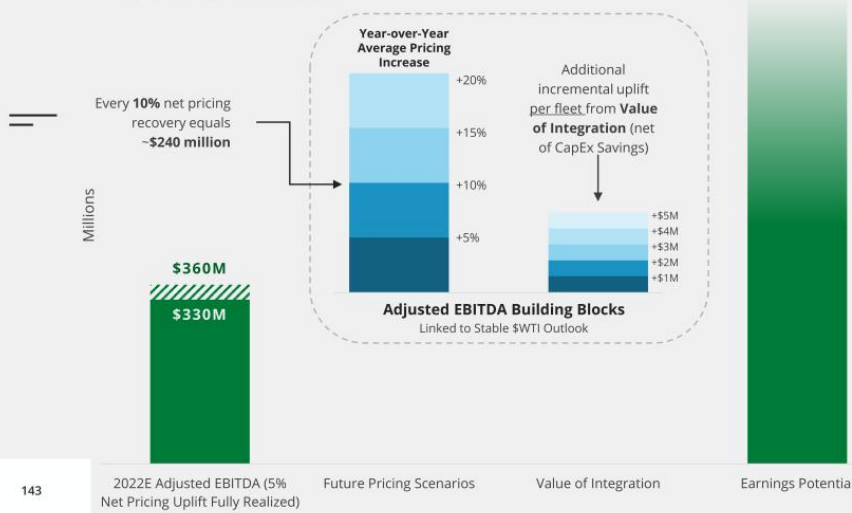 Year-over-Year
Average Pricing
Increase
+20%
+15%
+10%
+5%
Every 10% net pricing
recovery equals
~$240 million
Additional
incremental uplift
per fleet from Value
of Integration (net
of CapEx Savings)
+$5M
+$4M
+$3M
+$2M
+$1M
Millions
$360M
$330M
Adjusted EBITDA Building Blocks
Linked to Stable $WTI Outlook
2022E Adjusted EBITDA (5%
Net Pricing Uplift Fully Realized)
Future Pricing Scenarios
Value of Integration
Earnings Potentia
143